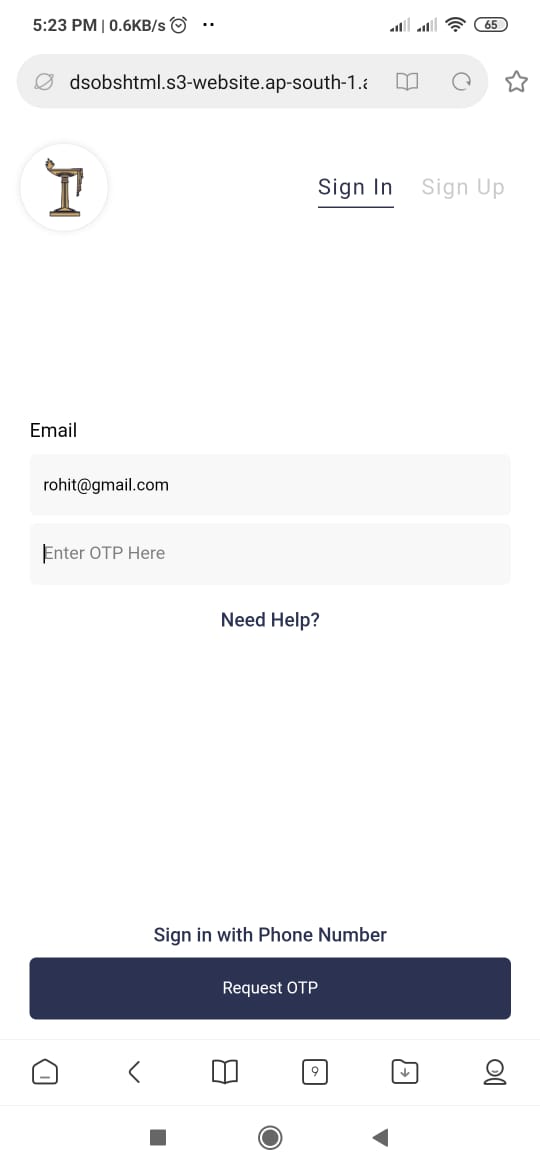 5:23 PM | 0.6KB/s
65
dsobshtml.s3-website.ap-south-1.a
Sign In Sign Up
Email
rohit@gmail.com
Enter OTP Here
Need Help?
Sign in with Phone Number
Request OTP
9